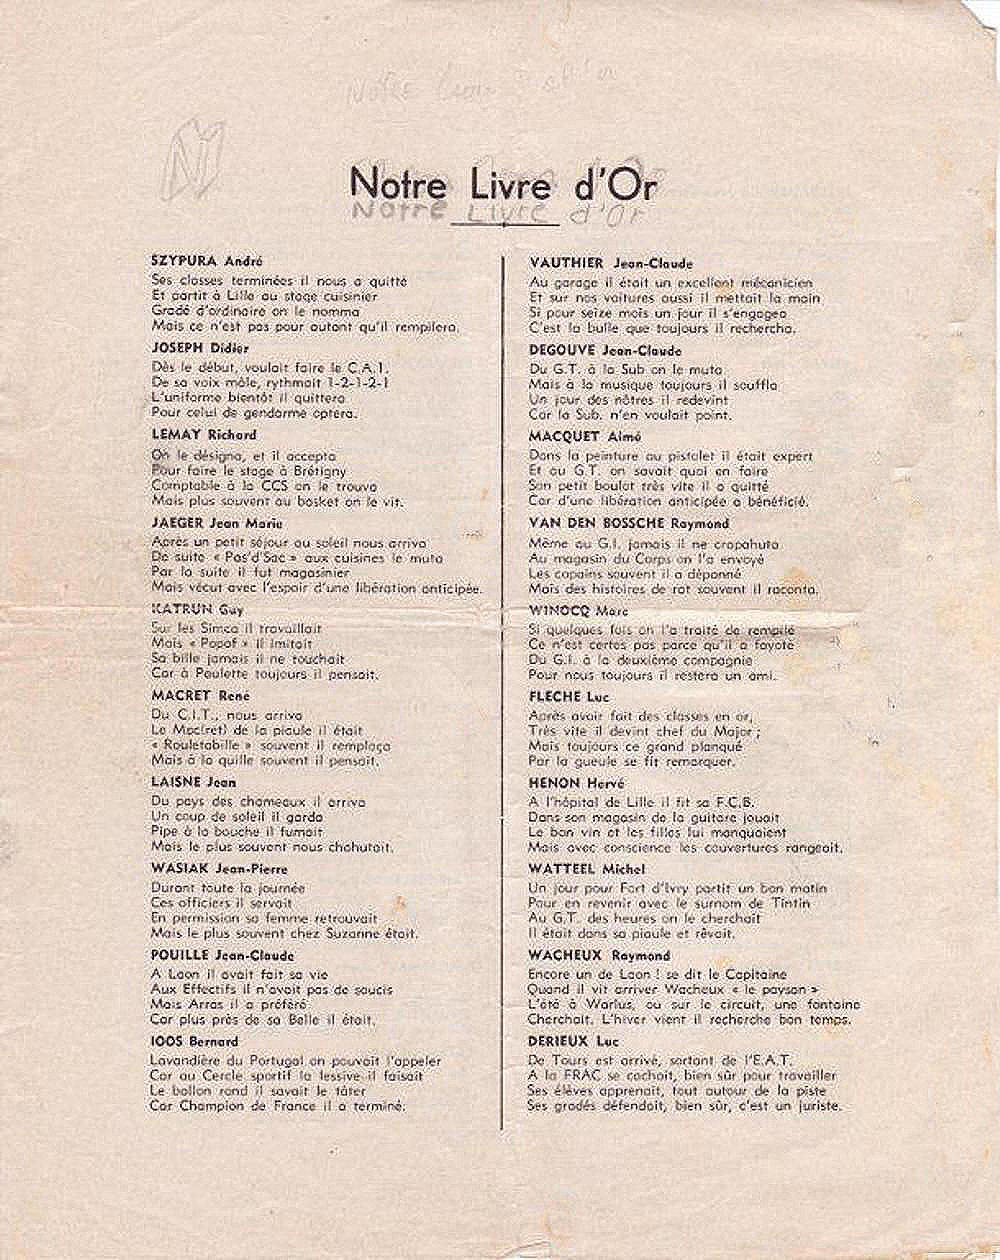 Notre Livre d'Or
Notre Livre d'Or
SZYPURA André
Ses classes terminées il nous a quitté
Et partit à Lille au stage cuisinier
Gradé d'ordinaire on le nomma
Mais ce n'est pas pour autant qu'il rempilera.
JOSEPH Didier
Dès le début, voulait faire le C.A.1.
De sa voix mâle, rythmait 1-2-1-2-1
L'uniforme bientôt il quittera
Pour celui de gendarme optera.
LEMAY Richard
On le désigna, et il accepta
Pour faire le stage à Brétigny
Comptable à la CCS on le trouva
Mais plus souvent au basket on le vit.
JAEGER Jean Marie
Après un petit séjour au soleil nous arriva
De suite « Pas'd'Sac » aux cuisines le muta
Par la suite il fut magasinier
Mais vécut avec l'espoir d'une libération anticipée.
KATRUN Guy
Sur les Simca il travaillait
Mais « Popof » il imitait
Sa bille jamais il ne touchait
Car à Paulette toujours il pensait.
MACRET René
Du C.I.T., nous arriva
Le Mac(ret) de la piaule il était
« Rouletabille » souvent il remplaça
Mais à la quille souvent il pensait.
LAISNE Jean
Du pays des chameaux il arriva
Un coup de soleil il garda
Pipe à la bouche il fumait
Mais le plus souvent nous chahutait.
WASIAK Jean-Pierre
Durant toute la journée
Ces officiers il servait
En permission sa femme retrouvait
Mais le plus souvent chez Suzanne était.
POUILLE Jean-Claude
A Laon il avait fait sa vie
Aux Effectifs il n'avait pas de soucis
Mais Arras il a préféré
Car plus près de sa Belle il était.
IOOS Bernard
Lavandière du Portugal on pouvait l'appeler
Car au Cercle sportif la lessive il faisait
Le ballon rond il savait le tâter
Car Champion de France il a terminé.
VAUTHIER Jean-Claude
Au garage il était un excellent mécanicien
Et sur nos voitures aussi il mettait la main
Si pour seize mois un jour il s'engagea
C'est la bulle que toujours il rechercha.
DEGOUVE Jean-Claude
Du G.T. à la Sub on le muta
Mais à la musique toujours il souffla
Un jour des nôtres il redevint
Car la Sub. n'en voulait point.
MACQUET Aimé
Dans la peinture au pistolet il était expert
Et au G.T. on savait quoi en faire
Son petit boulot très vite il a quitté
Car d'une libération anticipée a bénéficié.
VAN DEN BOSSCHE Raymond
Même au G.I. jamais il ne crapahuta
Au magasin du Corps on l'a envoyé
Les copains souvent il a dépanné
Mais des histoires de rat souvent il raconta.
WINOCQ Marc
Si quelques fois on l'a traité de rempilé
Ce n'est certes pas parce qu'il a fayoté
Du G.I. à la deuxième compagnie
Pour nous toujours il restera un ami.
FLECHE Luc
Après avoir fait des classes en or,
Très vite il devint chef du Major ;
Mais toujours ce grand planqué
Par la gueule se fit remarquer.
HENON Hervé
A l'hôpital de Lille il fit sa F.C.B.
Dans son magasin de la guitare jouait
Le bon vin et les filles lui manquaient
Mais avec conscience les couvertures rangeait.
WATTEEL Michel
Un jour pour Fort d'Ivry partit un bon matin
Pour en revenir avec le surnom de Tintin
Au G.T. des heures on le cherchait
Il était dans sa piaule et rêvait.
WACHEUX Raymond
Encore un de Laon ! se dit le Capitaine
Quand il vit arriver Wacheux « le paysan »
L'été à Warlus, ou sur le circuit, une fontaine
Cherchait. L'hiver vient il recherche bon temps.
DERIEUX Luc
De Tours est arrivé, sortant de l'E.A.T.
A la FRAC se cachait, bien sûr pour travailler
Ses élèves apprenait, tout autour de la piste
Ses gradés défendait, bien sûr, c'est un juriste.